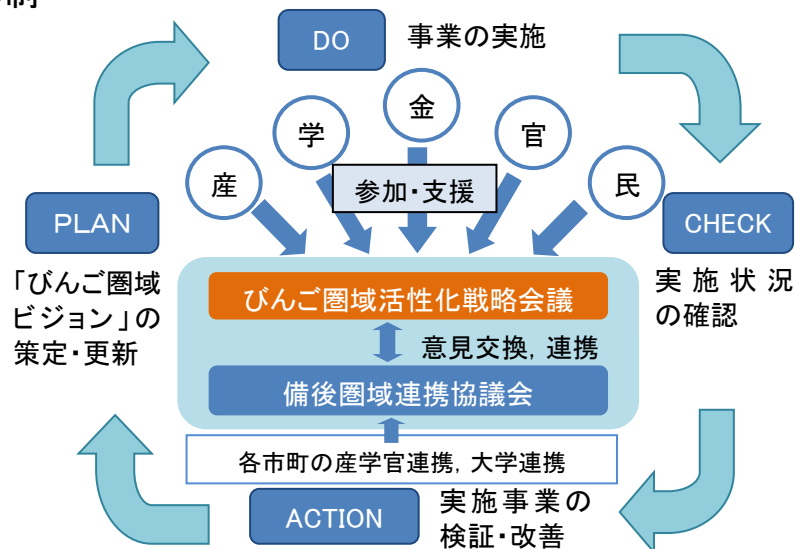 DO
事業の実施
金
学
官
産
民
参加・支援
PLAN
「びんご圏域
ビジョン」の
策定・更新
CHECK
実施状況
の確認
びんご圏域活性化戦略会議
意見交換，連携
備後圏域連携協議会
各市町の産学官連携，大学連携
ACTION
実施事業の
検証・改善